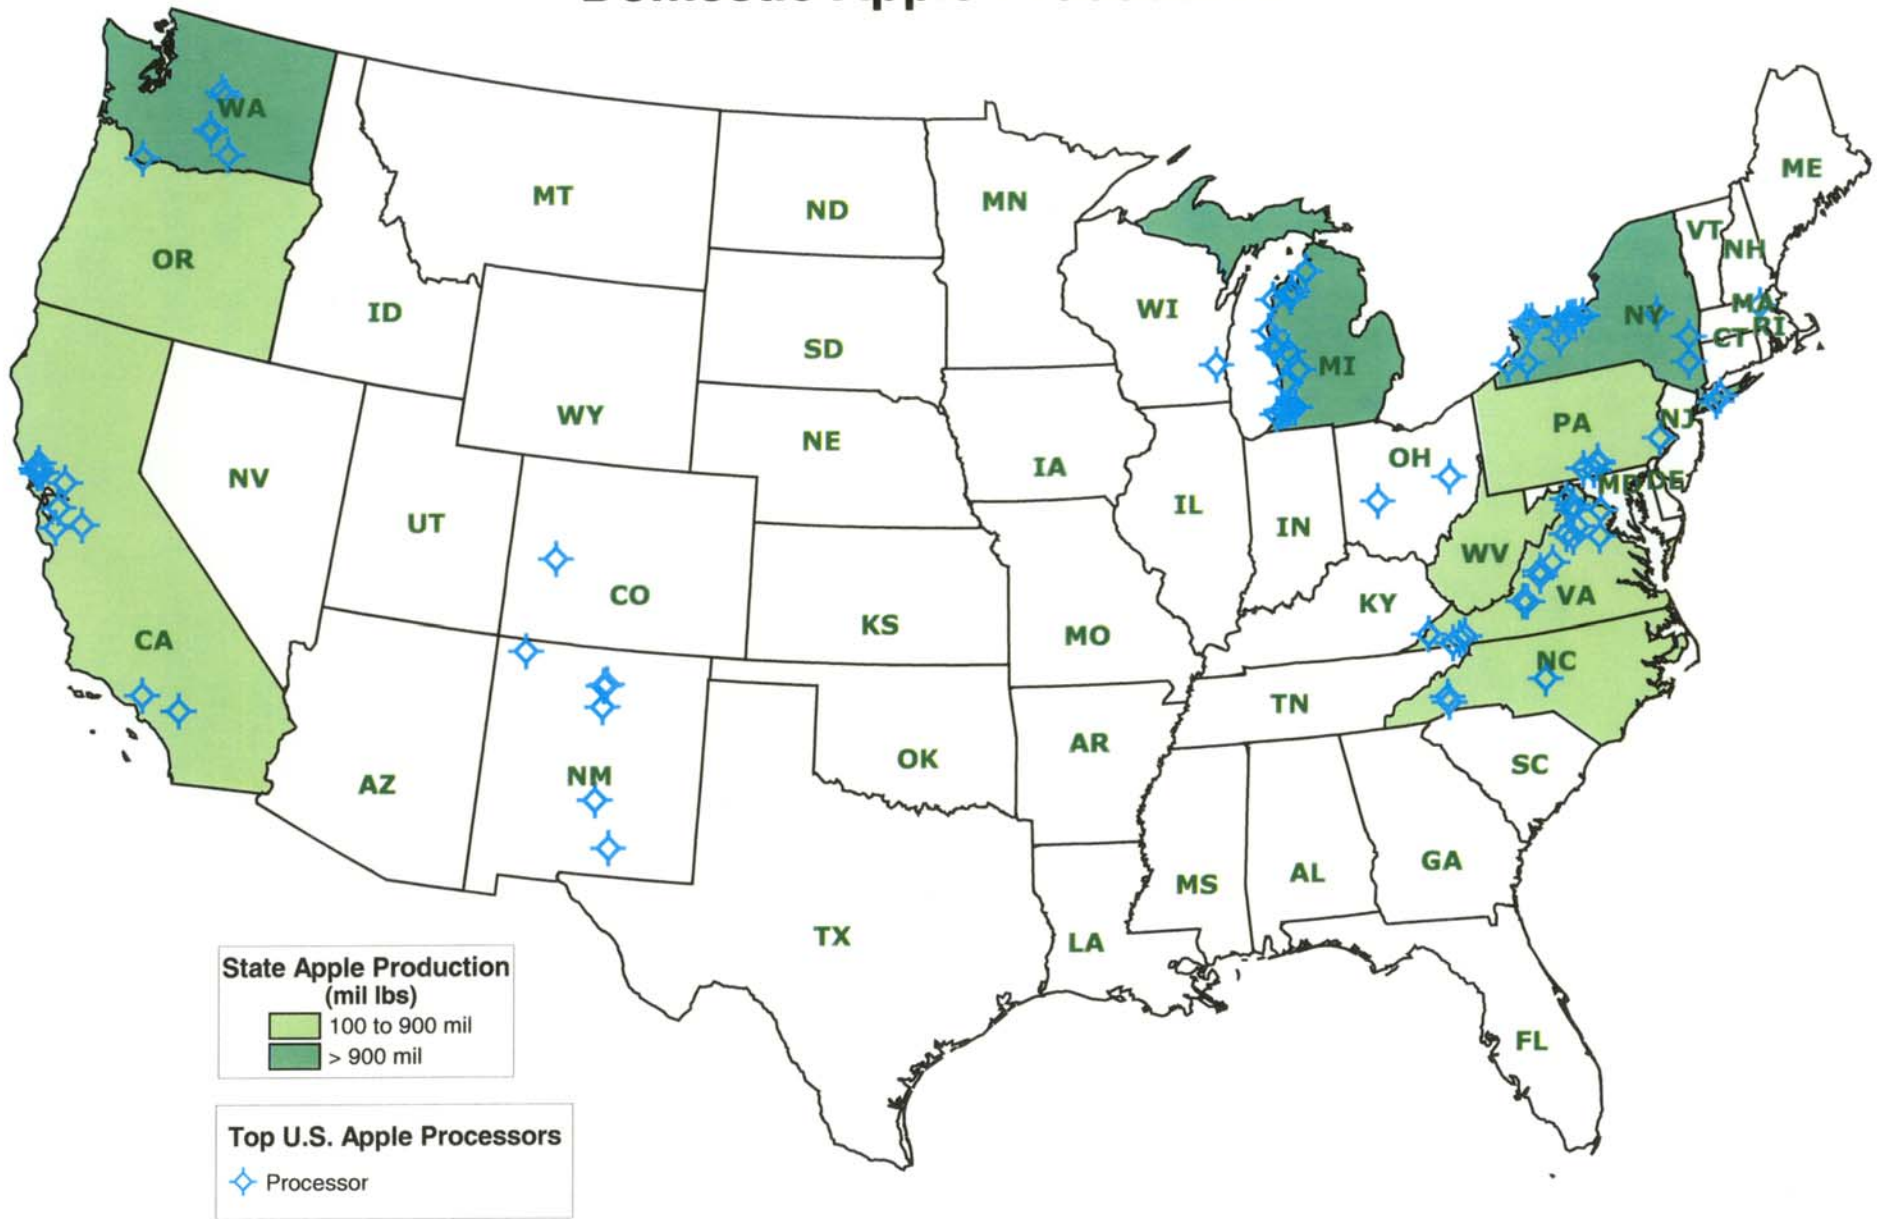 WA
ME
MT
ND
MN
VT
NH
OR
ID
WI
NY
MA
RI
CT
SD
MI
WY
NE
PA
NJ
OH
IA
NV
MD
DE
IL
UT
IN
WV
CO
VA
KY
KS
CA
MO
NC
TN
AR
OK
SC
NM
AZ
GA
AL
MS
TX
LA
State Apple Production
(mil lbs)
100 to 900 mil
> 900 mil
FL
Top U.S. Apple Processors
Processor